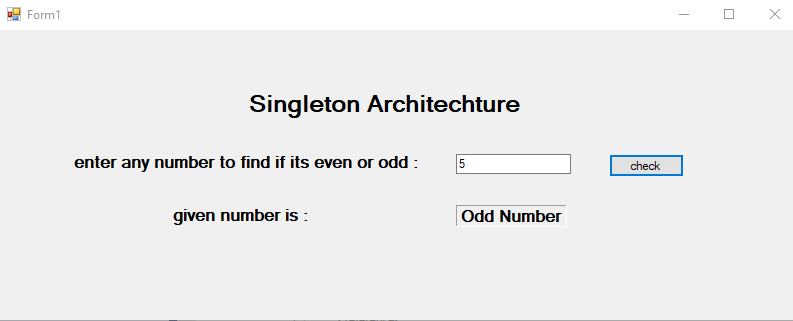 Form1
Singleton Architechture
enter any number to find if its even or odd : 5 check
given number is : Odd Number